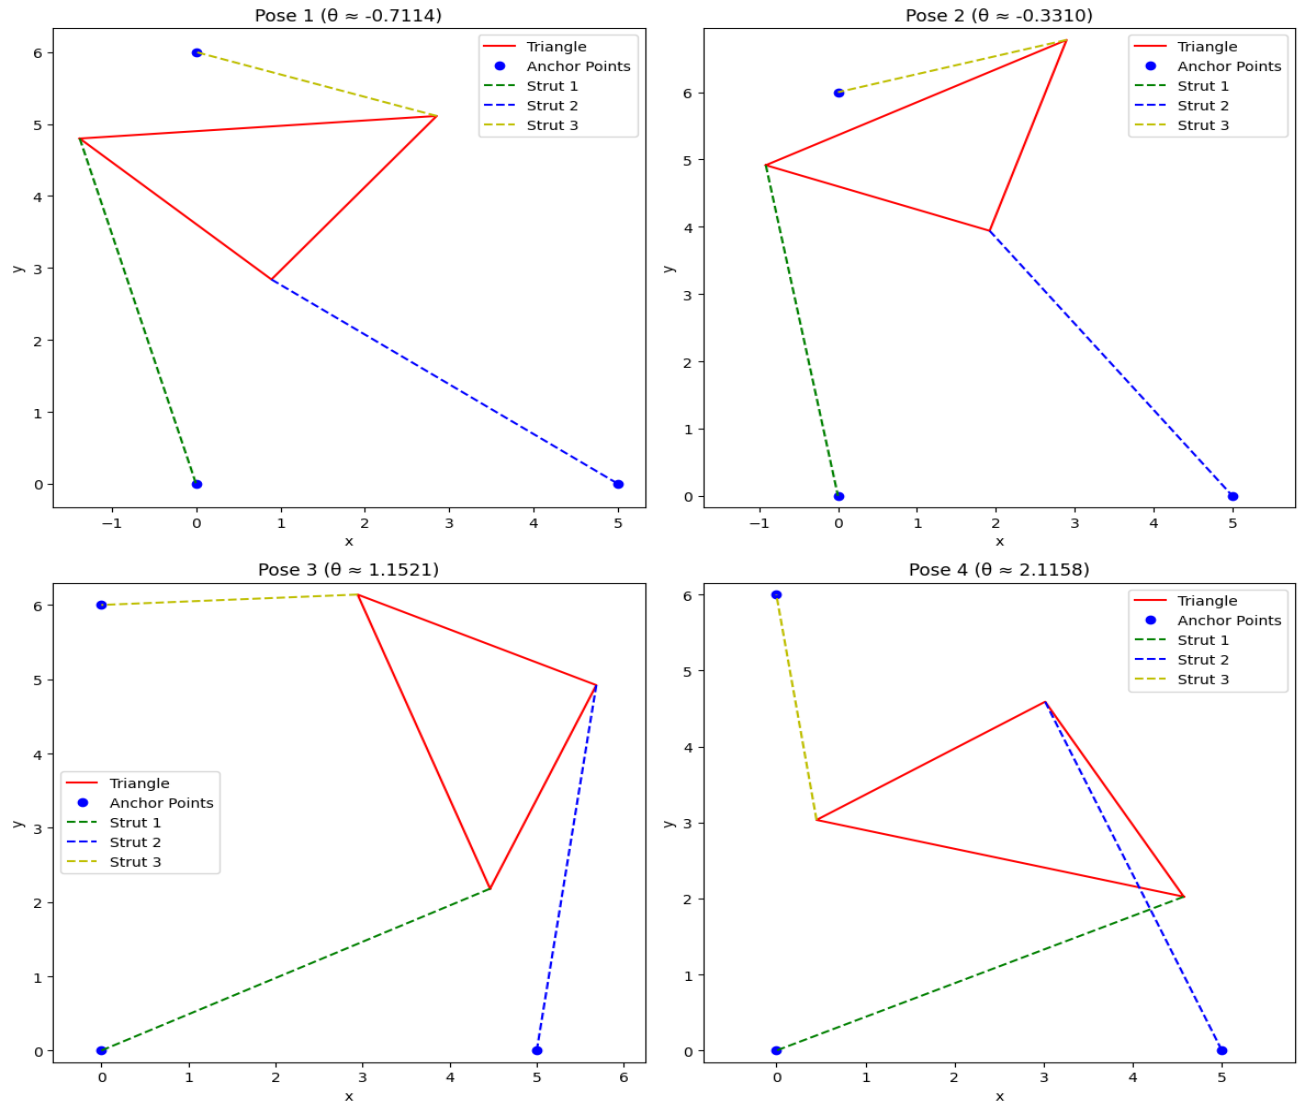 Pose 1 (θ ≈ -0.7114)
6
5
4
3
2
1
0
y
−1
0
1
2
3
4
5
x
Triangle
Anchor Points
Strut 1
Strut 2
Strut 3
Pose 2 (θ ≈ -0.3310)
6
5
4
3
2
1
0
y
−1
0
1
2
3
4
5
x
Triangle
Anchor Points
Strut 1
Strut 2
Strut 3
Pose 3 (θ ≈ 1.1521)
6
5
4
3
2
1
0
y
0
1
2
3
4
5
6
x
Triangle
Anchor Points
Strut 1
Strut 2
Strut 3
Pose 4 (θ ≈ 2.1158)
6
5
4
3
2
1
0
y
0
1
2
3
4
5
x
Triangle
Anchor Points
Strut 1
Strut 2
Strut 3